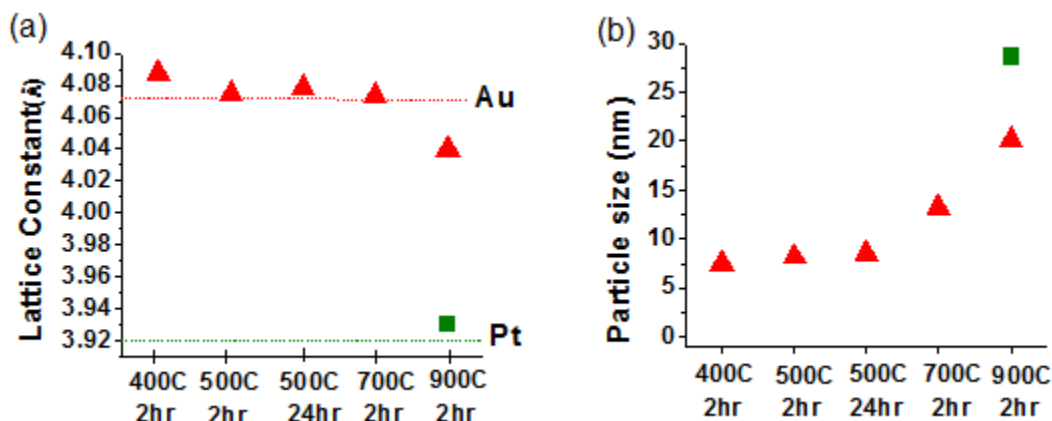 (a)
Lattice Constant(Å)
4.10
4.08
4.06
4.04
4.02
4.00
3.98
3.96
3.94
3.92
Au
Pt
400C 500C 500C 700C 900C
2hr 2hr 24hr 2hr 2hr
(b)
Particle size (nm)
30
25
20
15
10
5
0
400C 500C 500C 700C 900C
2hr 2hr 24hr 2hr 2hr